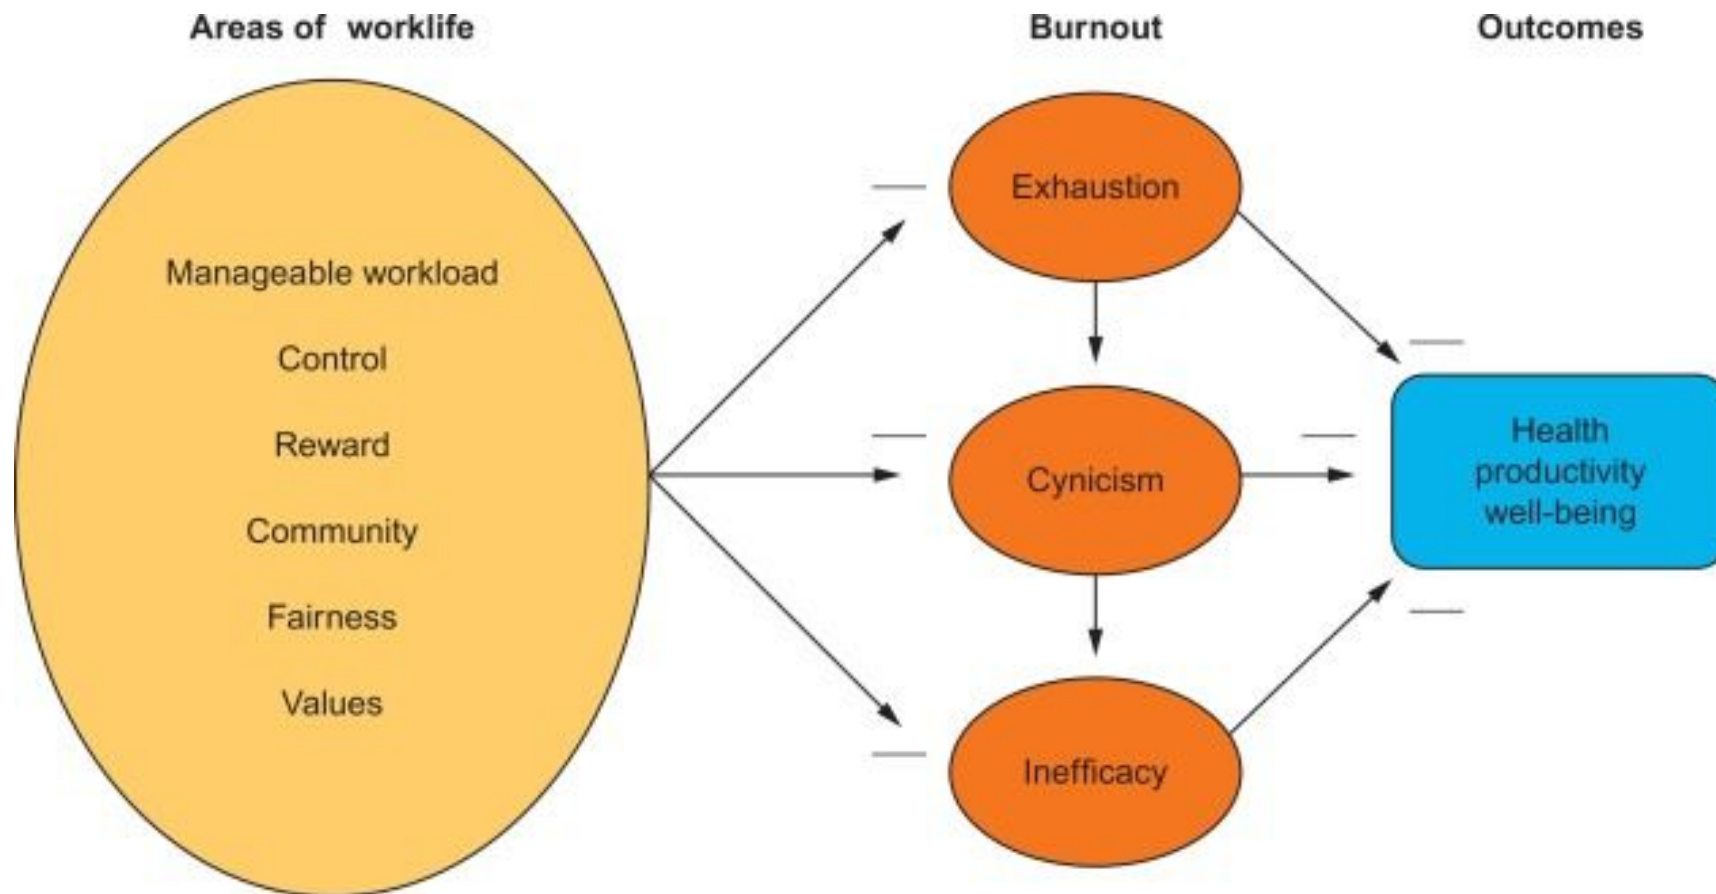 Areas of worklife
Burnout
Outcomes
Manageable workload
Control
Reward
Community
Fairness
Values
Exhaustion
Cynicism
Inefficacy
Health
productivity
well-being